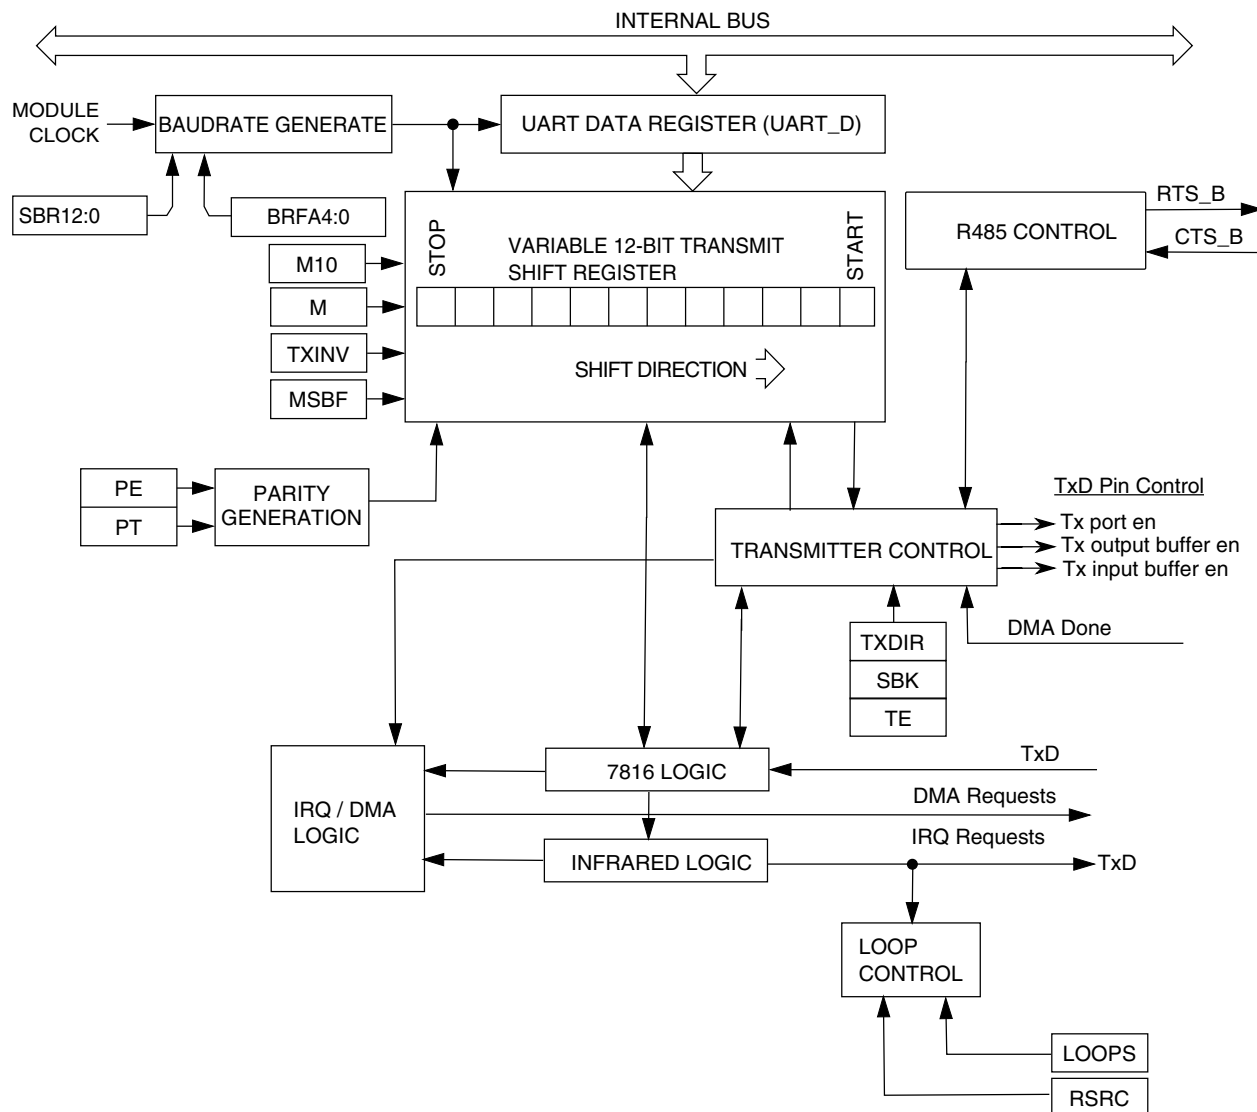 INTERNAL BUS
MODULE
CLOCK
BAUDRATE GENERATE
UART DATA REGISTER (UART_D)
SBR12:0
BRFA4:0
STOP
VARIABLE 12-BIT TRANSMIT
SHIFT REGISTER
START
R485 CONTROL
RTS_B
CTS_B
M10
M
TXINV
MSBF
SHIFT DIRECTION
PE
PT
PARITY
GENERATION
TRANSMITTER CONTROL
TxD Pin Control
Tx port en
Tx output buffer en
Tx input buffer en
DMA Done
TXDIR
SBK
TE
IRQ / DMA
LOGIC
7816 LOGIC
TxD
DMA Requests
IRQ Requests
INFRARED LOGIC
TxD
LOOP
CONTROL
LOOPS
RSRC